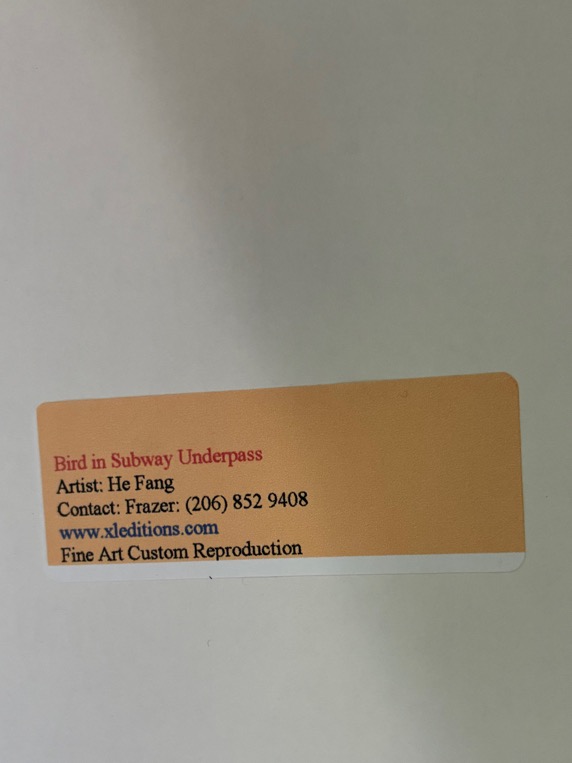 Bird in Subway Underpass
Artist: He Fang
Contact: Frazer: (206) 852 9408
www.xleditions.com
Fine Art Custom Reproduction